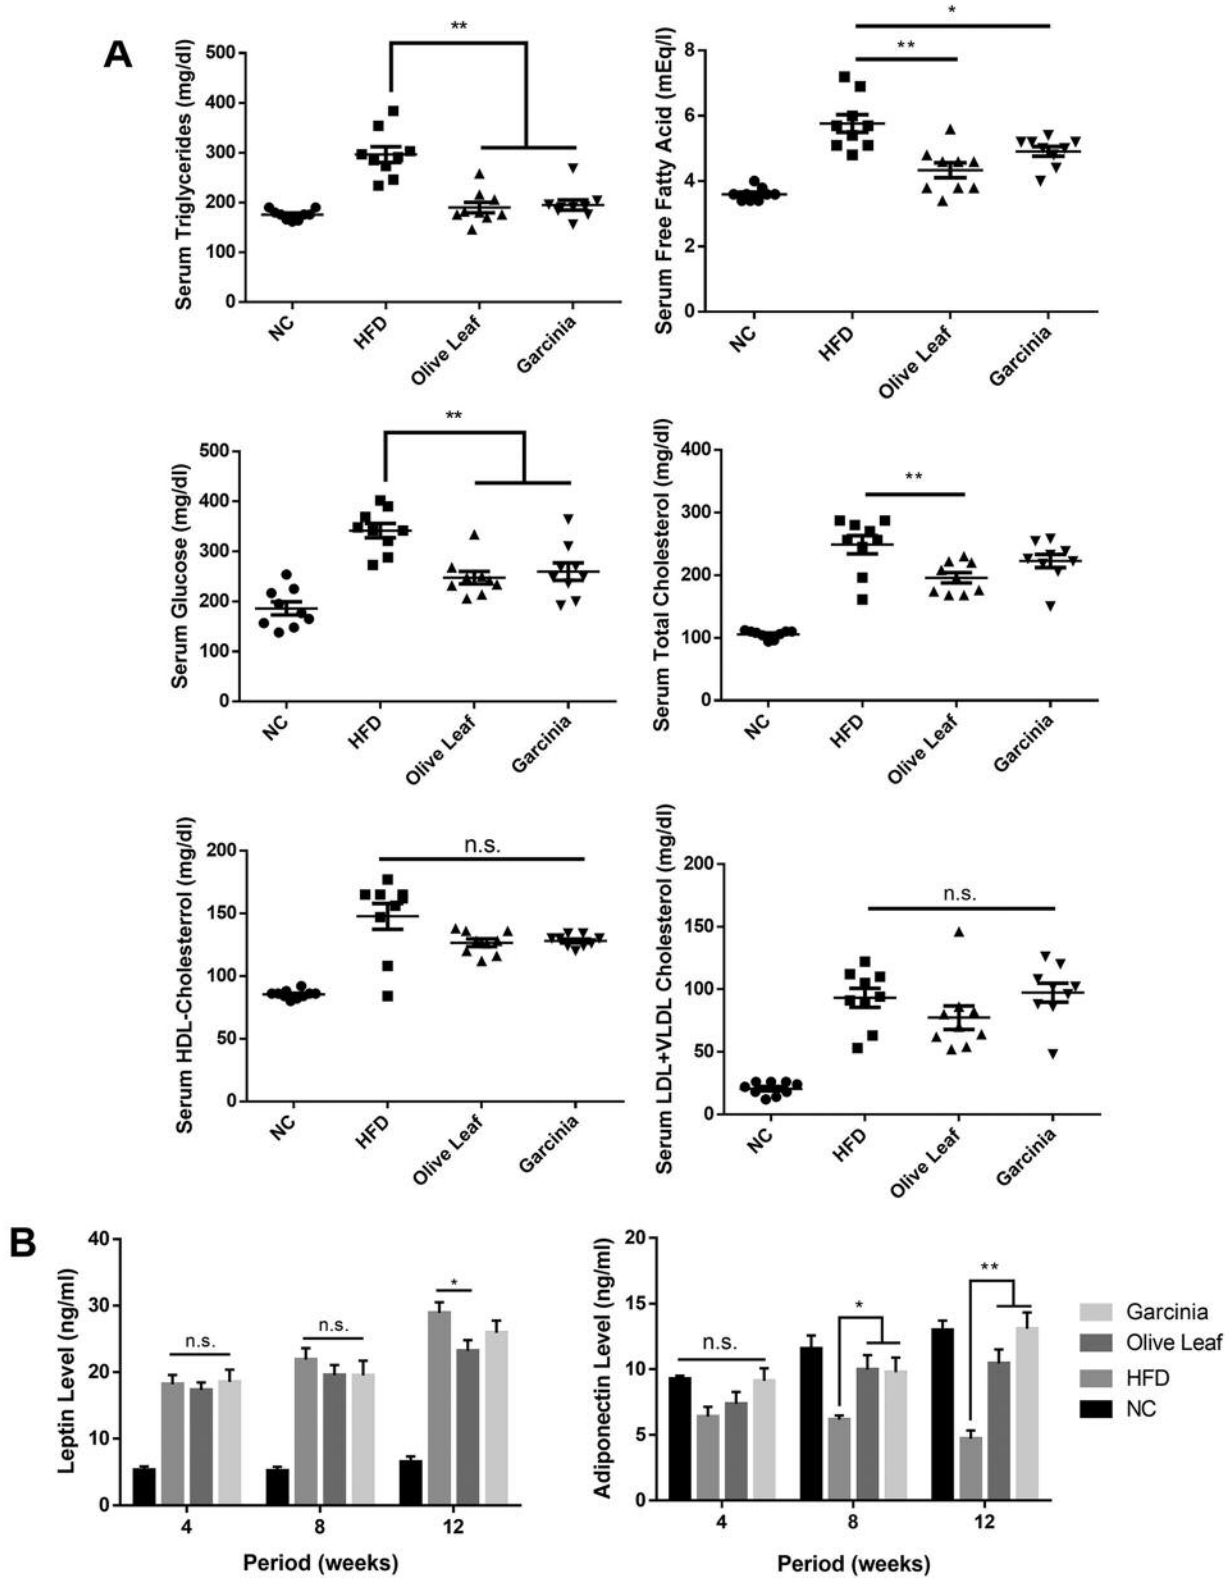 A
Serum Triglycerides (mg/dl)
500
400
300
200
100
0
**
NC
HFD
Olive Leaf
Garcinia
Serum Free Fatty Acid (mEq/l)
8
6
4
2
0
*
**
NC
HFD
Olive Leaf
Garcinia
Serum Glucose (mg/dl)
500
400
300
200
100
0
**
NC
HFD
Olive Leaf
Garcinia
Serum Total Cholesterol (mg/dl)
400
300
200
100
0
**
NC
HFD
Olive Leaf
Garcinia
Serum HDL-Cholesterrol (mg/dl)
200
150
100
50
0
n.s.
NC
HFD
Olive Leaf
Garcinia
Serum LDL+VLDL Cholesterol (mg/dl)
200
150
100
50
0
n.s.
NC
HFD
Olive Leaf
Garcinia
B
Leptin Level (ng/ml)
40
30
20
10
0
n.s.
n.s.
*
4
8
12
Period (weeks)
Adiponectin Level (ng/ml)
20
15
10
5
0
n.s.
*
**
4
8
12
Period (weeks)
Garcinia
Olive Leaf
HFD
NC